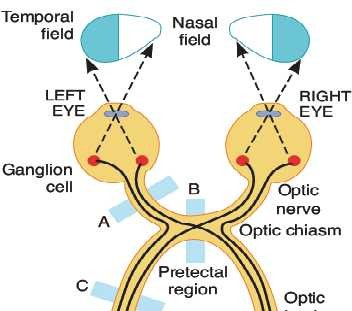 Temporal
field
Nasal
field
LEFT
EYE
RIGHT
EYE
Ganglion
cell
A
B
Optic
nerve
Optic chiasm
C
Pretectal
region
Optic